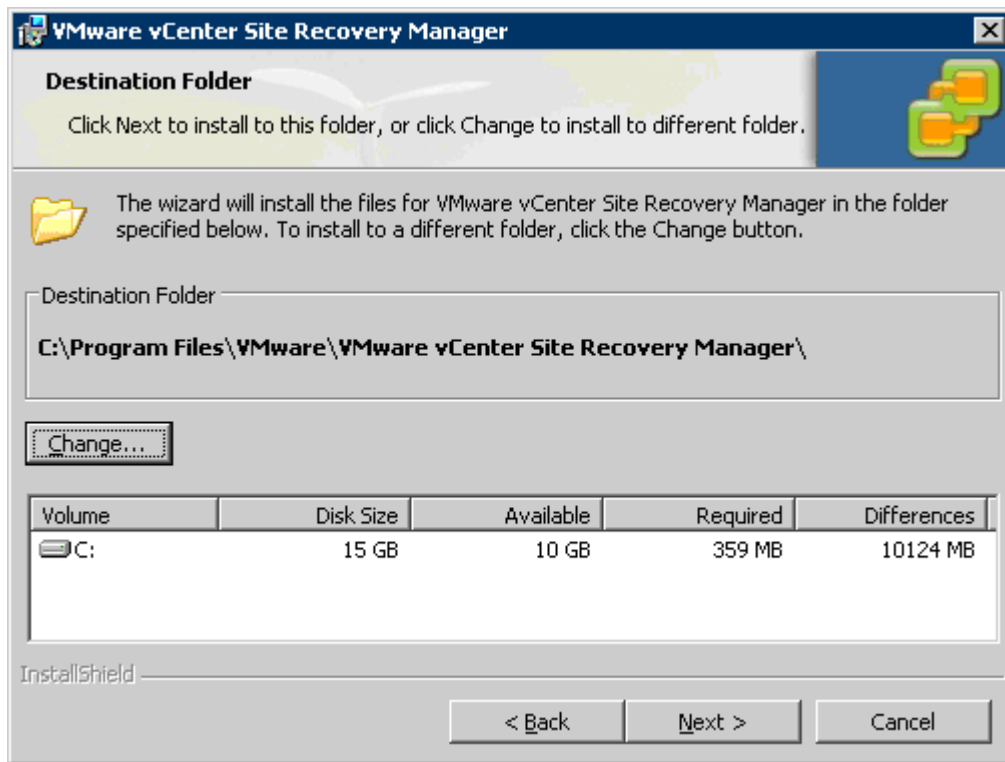 VMware vCenter Site Recovery Manager
Destination Folder
Click Next to install to this folder, or click Change to install to different folder.
The wizard will install the files for VMware vCenter Site Recovery Manager in the folder
specified below. To install to a different folder, click the Change button.
Destination Folder
C:\Program Files\VMware\VMware vCenter Site Recovery Manager\
Change...
Volume Disk Size Available Required Differences
C: 15 GB 10 GB 359 MB 10124 MB
InstallShield
< Back Next > Cancel